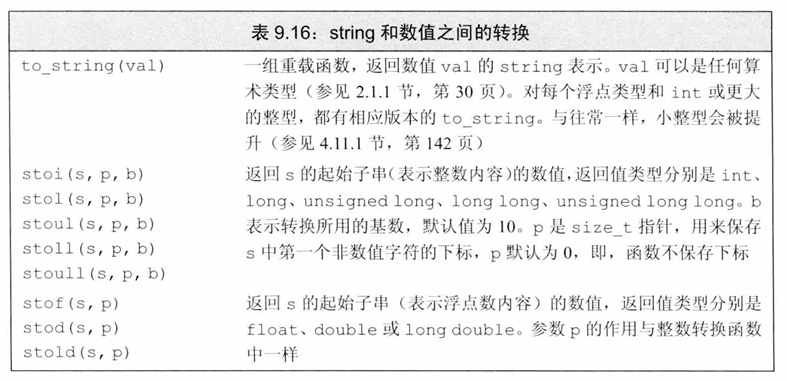 表 9.16：string 和数值之间的转换
to_string(val) 一组重载函数，返回数值 val 的 string 表示。val 可以是任何算
术类型（参见 2.1.1 节，第 30 页）。对每个浮点类型和 int 或更大
的整型，都有相应版本的 to_string。与往常一样，小整型会被提
升（参见 4.11.1 节，第 142 页）
stoi(s, p, b) 返回 s 的起始子串（表示整数内容）的数值，返回值类型分别是 int、
stol(s, p, b) long、unsigned long、long long、unsigned long long。b
stoul(s, p, b) 表示转换所用的基数，默认值为 10。p 是 size_t 指针，用来保存
stoll(s, p, b) s 中第一个非数值字符的下标，p 默认为 0，即，函数不保存下标
stoull(s, p, b)
stof(s, p) 返回 s 的起始子串（表示浮点数内容）的数值，返回值类型分别是
stod(s, p) float、double 或 long double。参数 p 的作用与整数转换函数
stold(s, p) 中一样